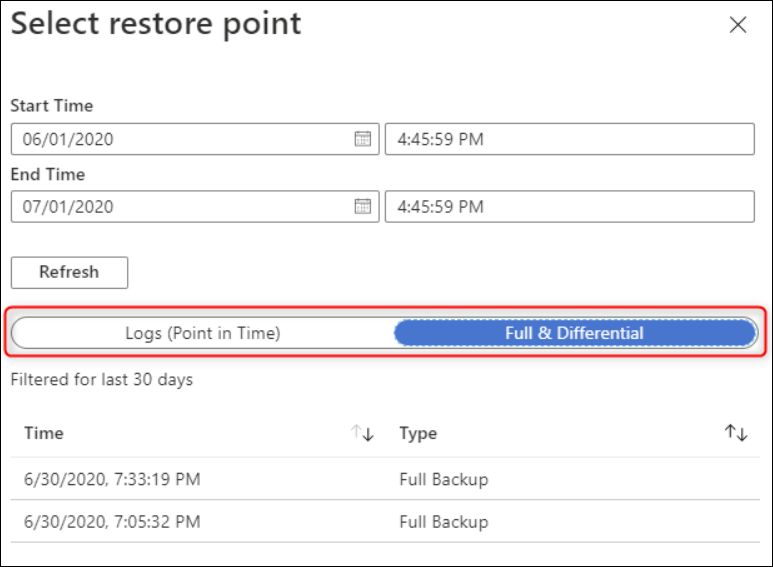 Select restore point
Start Time
06/01/2020 4:45:59 PM
End Time
07/01/2020 4:45:59 PM
Refresh
Logs (Point in Time) Full & Differential
Filtered for last 30 days
Time Type
6/30/2020, 7:33:19 PM Full Backup
6/30/2020, 7:05:32 PM Full Backup